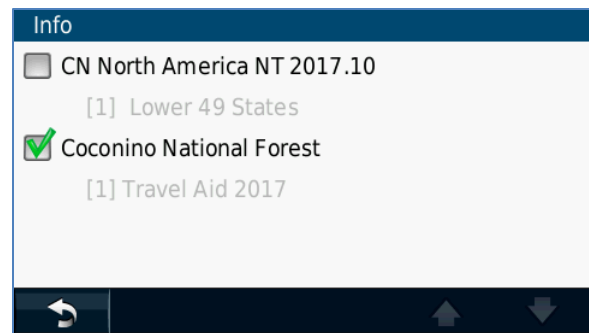 Info
CN North America NT 2017.10
[1] Lower 49 States
Coconino National Forest
[1] Travel Aid 2017